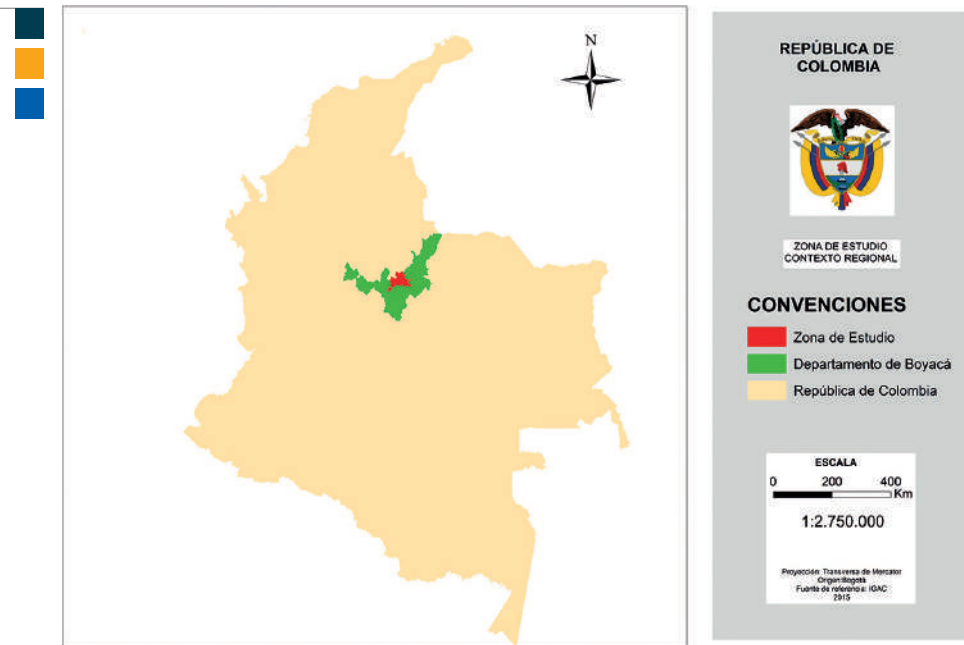 N
REPÚBLICA DE
COLOMBIA
ZONA DE ESTUDIO
CONTEXTO REGIONAL
CONVENCIONES
Zona de Estudio
Departamento de Boyacá
República de Colombia
ESCALA
0 200 400
Km
1:2.750.000
Proyección: Transversa de Mercator
Origen:Bogotá
Fuente de referencia: IGAC
2015